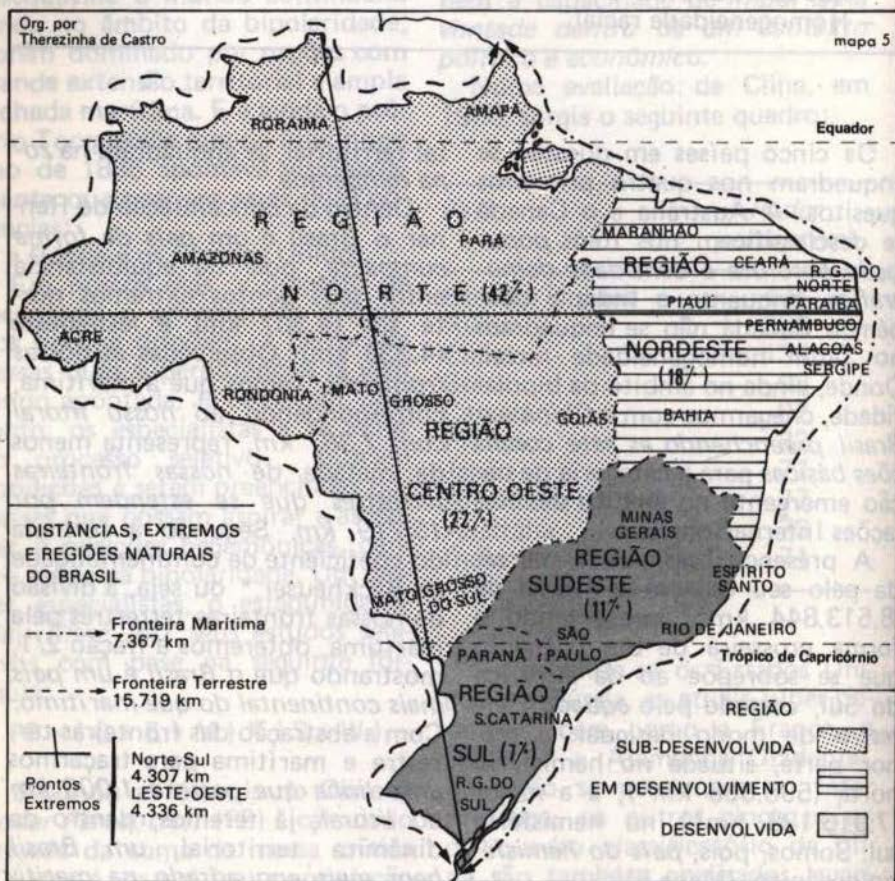 Org. por
Therezinha de Castro
mapa 5
RORAIMA
AMAPÁ
Equador
REGIÃO
PARÁ
AMAZONAS
NORTE (42%)
MARANHÃO
CEARÁ
REGIÃO
R. G. DO
NORTE
PIAUÍ
PARAÍBA
PERNAMBUCO
ACRE
NORDESTE
ALAGOAS
(18%)
SERGIPE
RONDONIA
MATO
GROSSO
GOIÁS
BAHIA
REGIÃO
CENTRO OESTE
(22%)
MINAS
GERAIS
DISTÂNCIAS, EXTREMOS
E REGIÕES NATURAIS
DO BRASIL
REGIÃO
SUDESTE
(11%)
ESPIRITO
SANTO
MATO GROSSO
DO SUL
RIO DE JANEIRO
Fronteira Marítima
7.367 km
SÃO
PAULO
PARANÁ
Trópico de Capricórnio
Fronteira Terrestre
15.719 km
REGIÃO
S. CATARINA
SUL (7%)
R. G. DO
SUL
Pontos
Extremos
Norte-Sul
4.307 km
LESTE-OESTE
4.336 km
REGIÃO
SUB-DESENVOLVIDA
EM DESENVOLVIMENTO
DESENVOLVIDA